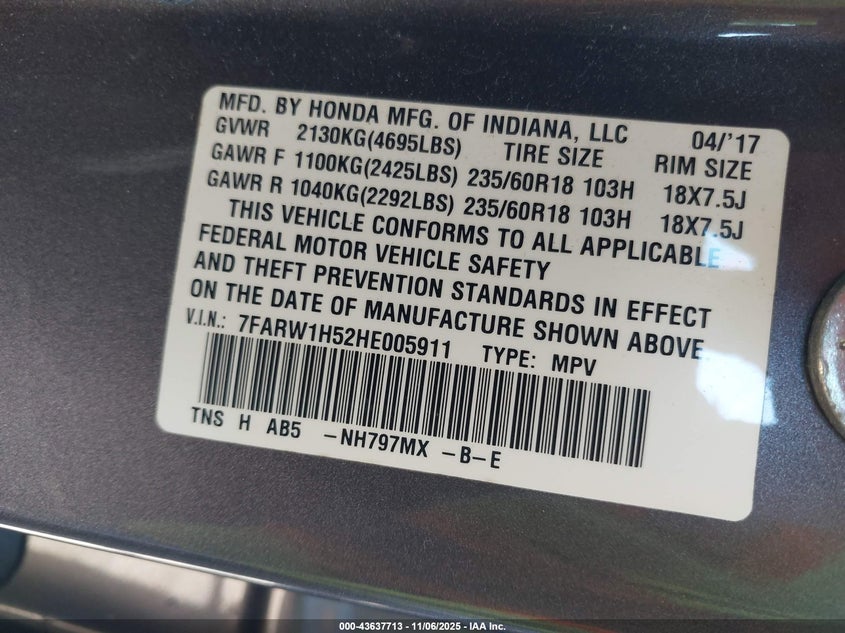 MFD. BY HONDA MFG. OF INDIANA, LLC 04/'17
GVWR 2130KG(4695LBS) TIRE SIZE RIM SIZE
GAWR F 1100KG(2425LBS) 235/60R18 103H 18X7.5J
GAWR R 1040KG(2292LBS) 235/60R18 103H 18X7.5J
THIS VEHICLE CONFORMS TO ALL APPLICABLE
FEDERAL MOTOR VEHICLE SAFETY
AND THEFT PREVENTION STANDARDS IN EFFECT
ON THE DATE OF MANUFACTURE SHOWN ABOVE.
V.I.N.: 7FARW1H52HE005911 TYPE: MPV
TNS H AB5 -NH797MX -B-E
000-43637713 - 11/06/2025 - IAA Inc.